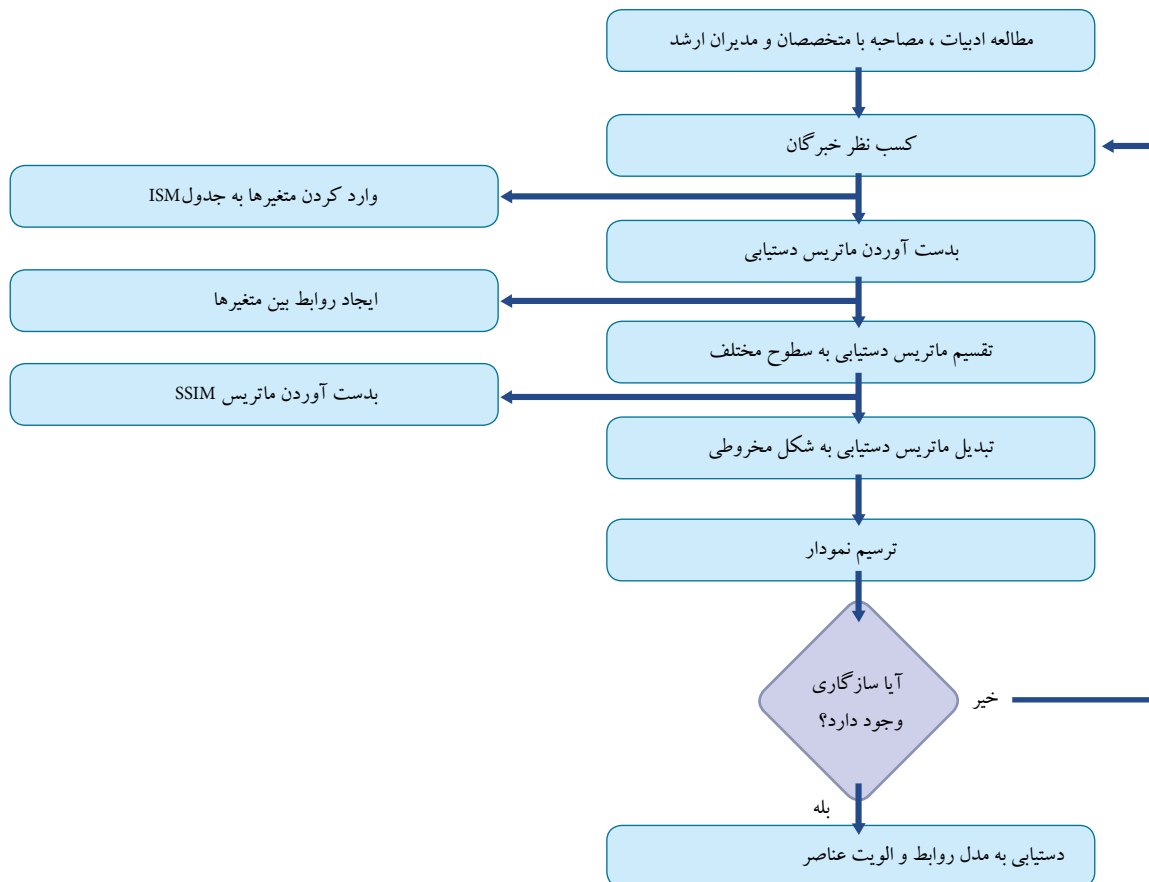 مطالعه ادبیات ، مصاحبه با متخصصان و مدیران ارشد
کسب نظر خبرگان
وارد کردن متغیرها به جدول ISM
بدست آوردن ماتریس دستیابی
ایجاد روابط بین متغیرها
تقسیم ماتریس دستیابی به سطوح مختلف
بدست آوردن ماتریس SSIM
تبدیل ماتریس دستیابی به شکل مخروطی
ترسیم نمودار
آیا سازگاری
وجود دارد؟
خیر
بله
دستیابی به مدل روابط و الویت عناصر